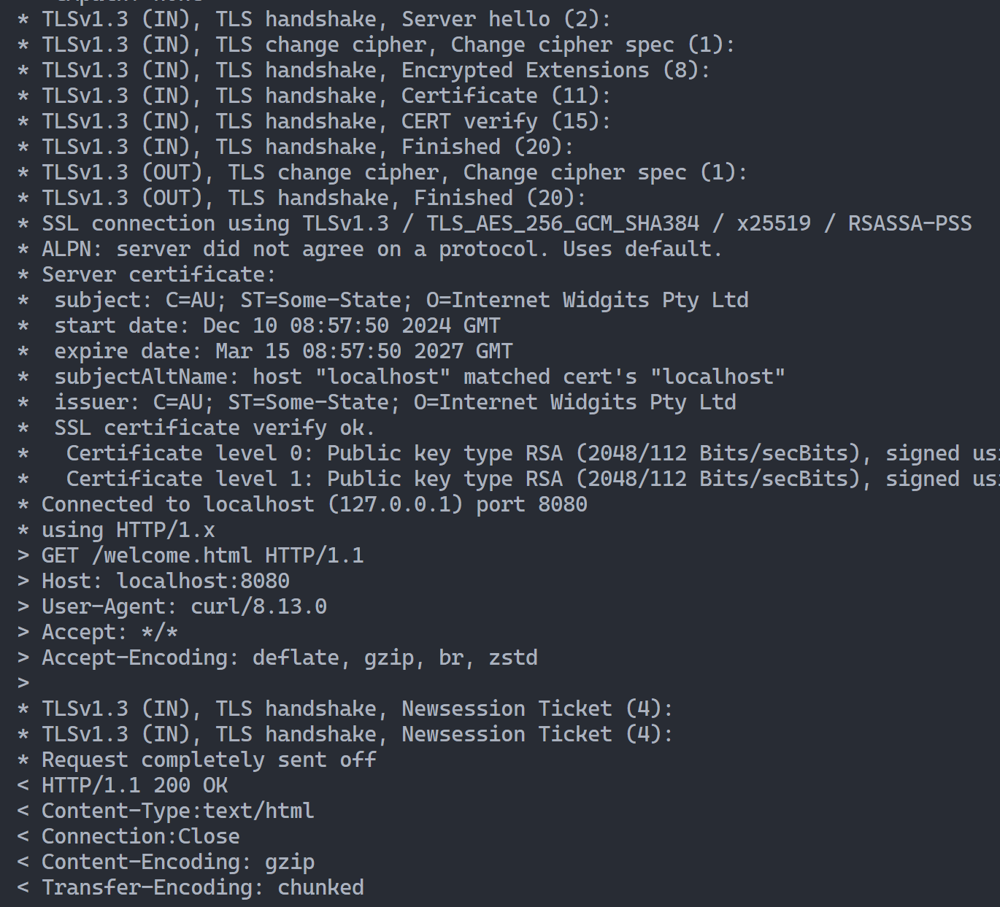 * TLSv1.3 (IN), TLS handshake, Server hello (2):
* TLSv1.3 (IN), TLS change cipher, Change cipher spec (1):
* TLSv1.3 (IN), TLS handshake, Encrypted Extensions (8):
* TLSv1.3 (IN), TLS handshake, Certificate (11):
* TLSv1.3 (IN), TLS handshake, CERT verify (15):
* TLSv1.3 (IN), TLS handshake, Finished (20):
* TLSv1.3 (OUT), TLS change cipher, Change cipher spec (1):
* TLSv1.3 (OUT), TLS handshake, Finished (20):
* SSL connection using TLSv1.3 / TLS_AES_256_GCM_SHA384 / x25519 / RSASSA-PSS
* ALPN: server did not agree on a protocol. Uses default.
* Server certificate:
*  subject: C=AU; ST=Some-State; O=Internet Widgits Pty Ltd
*  start date: Dec 10 08:57:50 2024 GMT
*  expire date: Mar 15 08:57:50 2027 GMT
*  subjectAltName: host "localhost" matched cert's "localhost"
*  issuer: C=AU; ST=Some-State; O=Internet Widgits Pty Ltd
*  SSL certificate verify ok.
*   Certificate level 0: Public key type RSA (2048/112 Bits/secBits), signed
*   Certificate level 1: Public key type RSA (2048/112 Bits/secBits), signed
* Connected to localhost (127.0.0.1) port 8080
* using HTTP/1.x
> GET /welcome.html HTTP/1.1
> Host: localhost:8080
> User-Agent: curl/8.13.0
> Accept: */*
> Accept-Encoding: deflate, gzip, br, zstd
>
* TLSv1.3 (IN), TLS handshake, Newsession Ticket (4):
* TLSv1.3 (IN), TLS handshake, Newsession Ticket (4):
* Request completely sent off
< HTTP/1.1 200 OK
< Content-Type:text/html
< Connection:Close
< Content-Encoding: gzip
< Transfer-Encoding: chunked